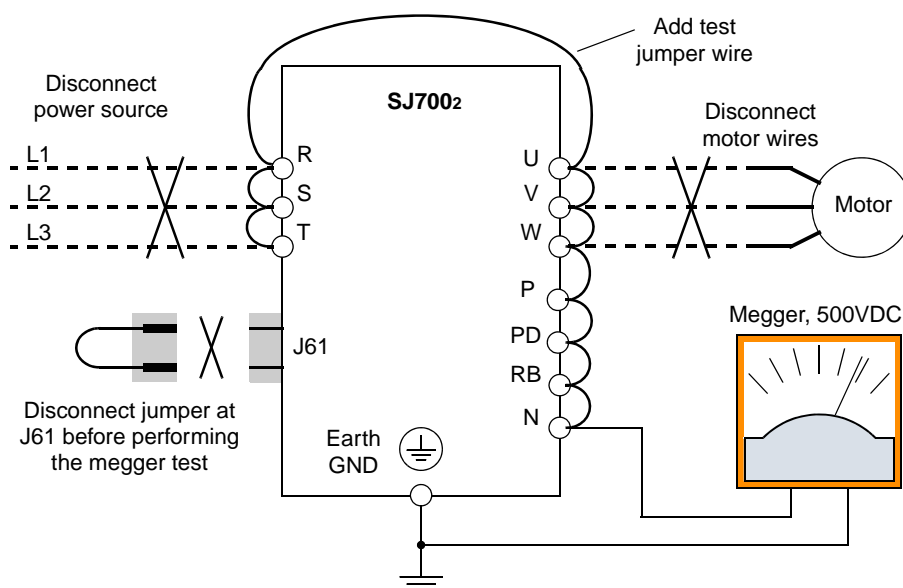 Add test
jumper wire
Disconnect
power source
SJ7002
Disconnect
motor wires
L1
L2
L3
R
S
T
U
V
W
Motor
P
PD
RB
N
J61
Megger, 500VDC
Disconnect jumper at
J61 before performing
the megger test
Earth
GND